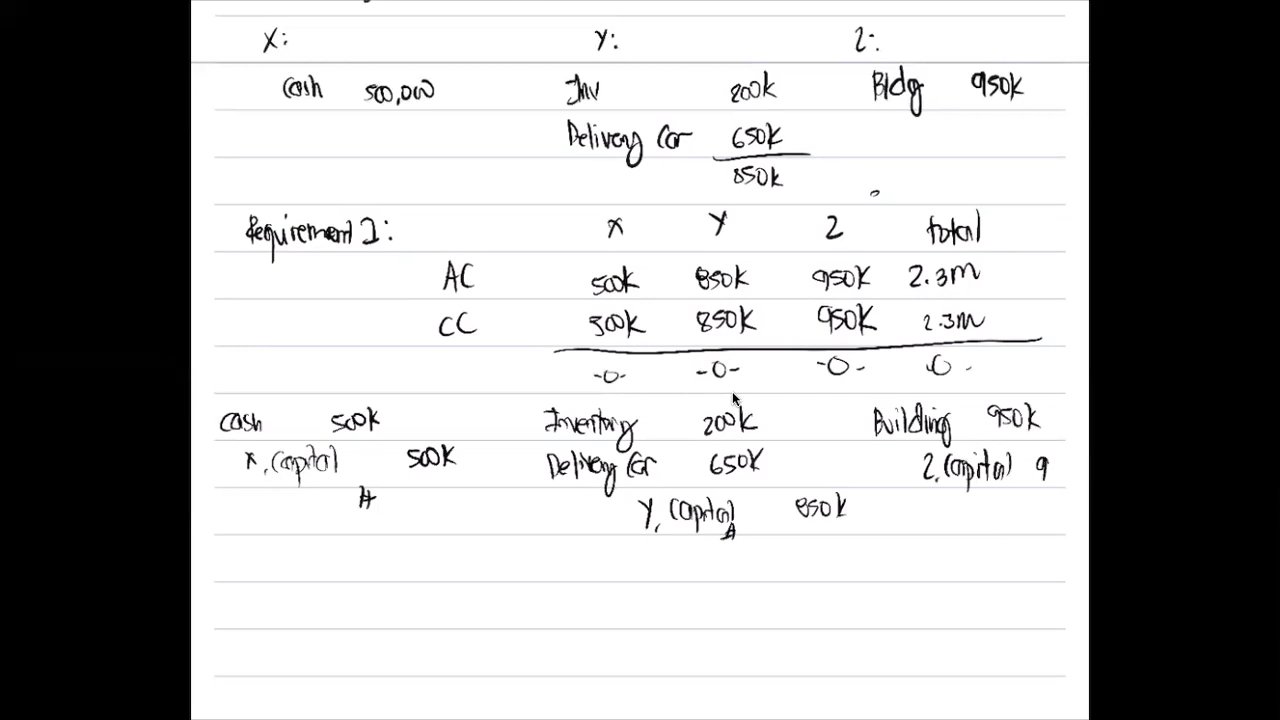 X: Y: Z:
Cash 500,000 Inv 200k Bldg 950k
Delivery Car 650k
850k
Requirement 1: X Y Z total
AC 500k 850k 950k 2.3M
CC 500k 850k 950k 2.3M
-0- -0- -0- -0-
Cash 500k Inventory 200k Building 950k
X, Capital 500k Delivery Car 650k Z, Capital 9
# Y, Capital 850k
#